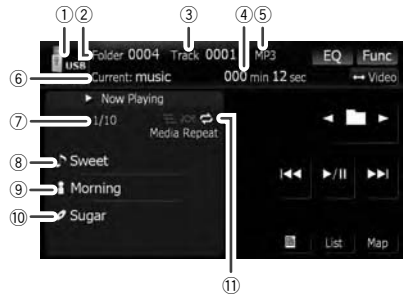 ① ② ③ ④ ⑤
USB Folder 0004 Track 0001 MP3 EQ Func
⑥ Current: music 000 min 12 sec Video
Now Playing
⑦ 1/10
Media Repeat
⑧ Sweet
⑨ Morning
⑩ Sugar
List Map
⑪